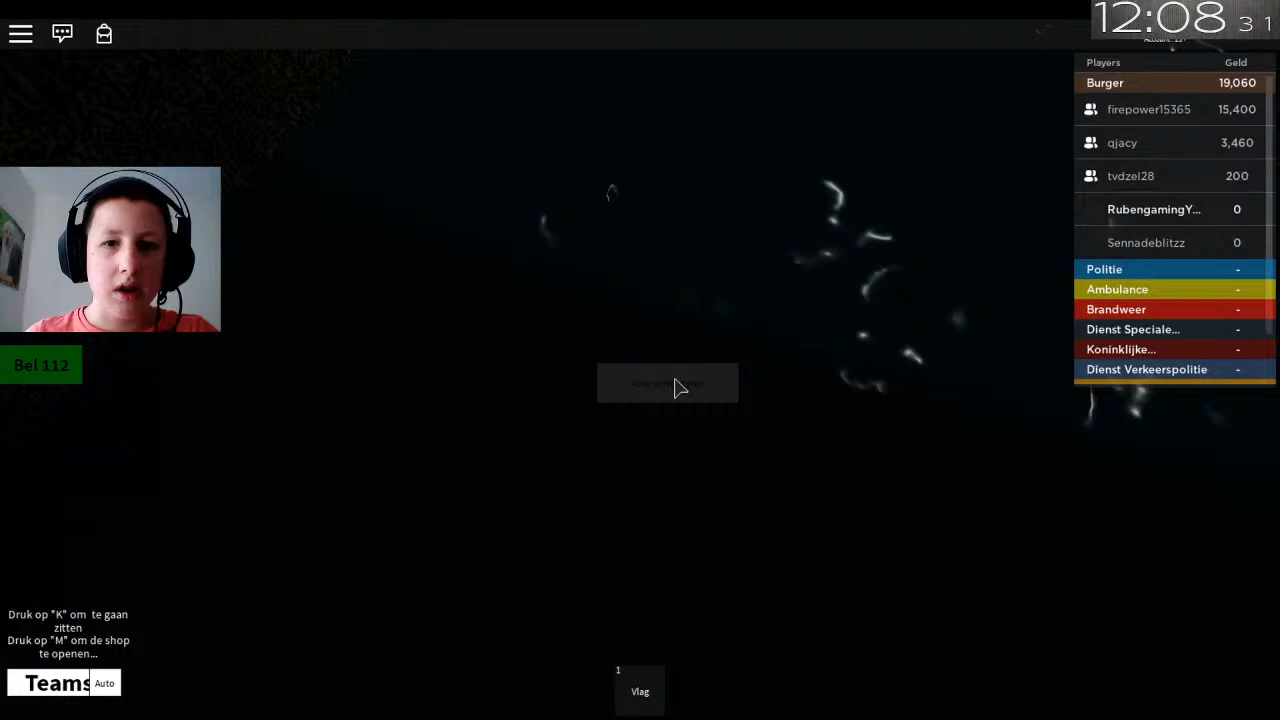 12:08 31
Players Geld
Burger 19,060
firepower15365 15,400
qjacy 3,460
tvdzel28 200
RubengamingY... 0
Sennadeblitzz 0
Politie -
Ambulance -
Brandweer -
Dienst Speciale... -
Koninklijke... -
Dienst Verkeerspolitie -
Bel 112
Druk op "K" om te gaan
zitten
Druk op "M" om de shop
te openen...
Teams Auto
1
Vlag